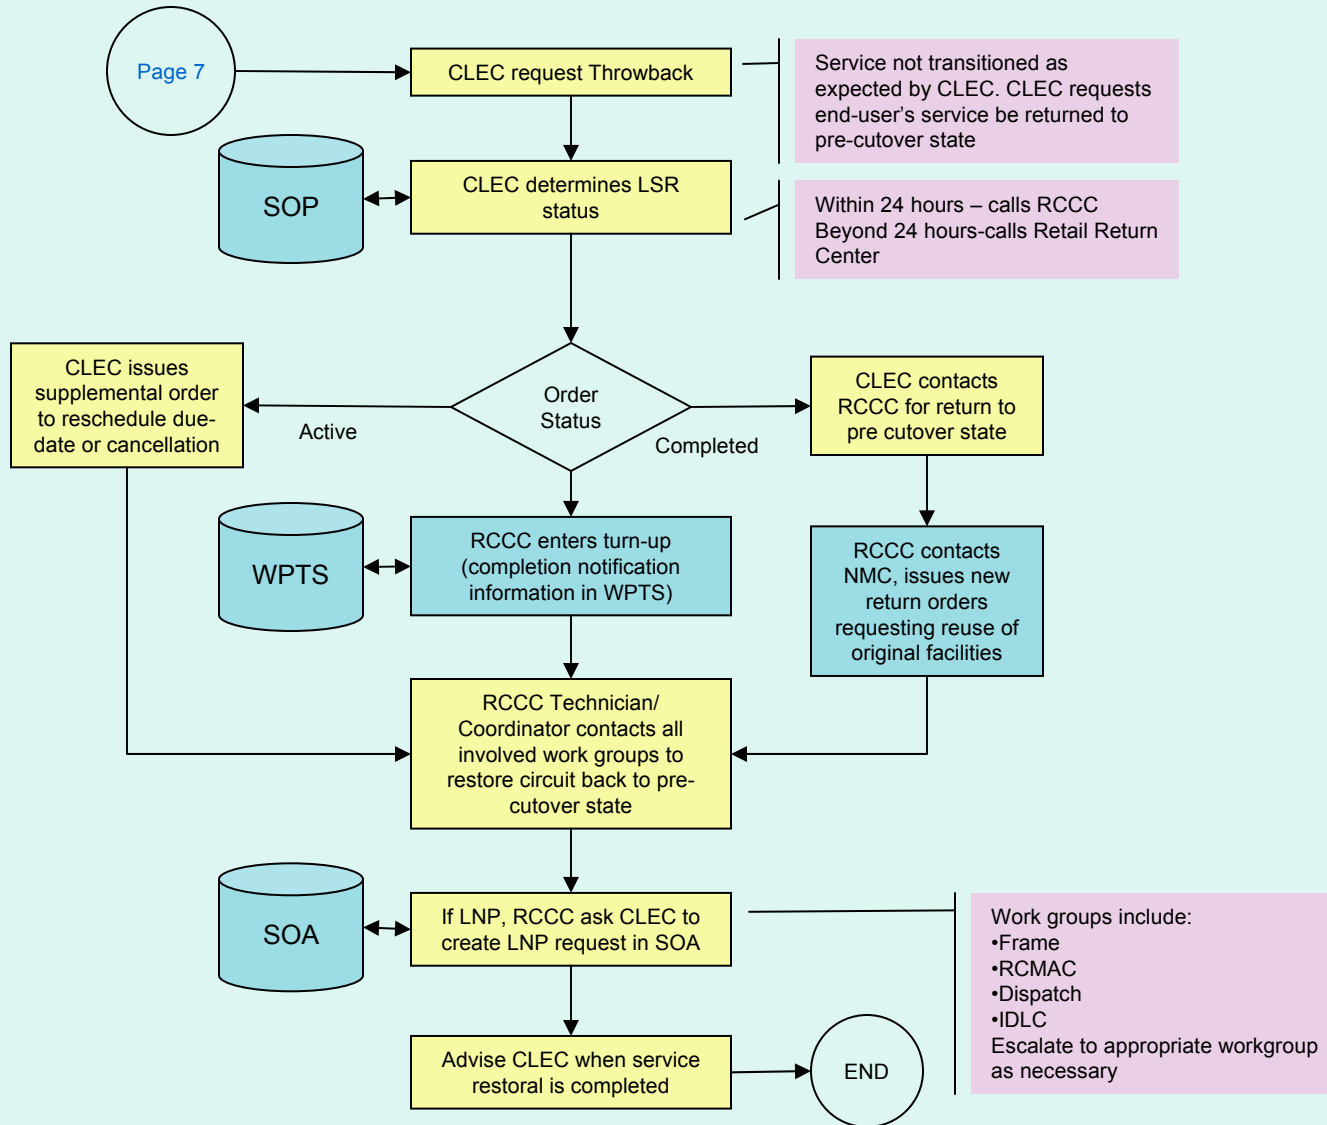 Page 7
CLEC request Throwback
Service not transitioned as
expected by CLEC. CLEC requests
end-user's service be returned to
pre-cutover state
SOP
CLEC determines LSR
status
Within 24 hours – calls RCCC
Beyond 24 hours-calls Retail Return
Center
CLEC issues
supplemental order
to reschedule due-
date or cancellation
Active
Order
Status
Completed
CLEC contacts
RCCC for return to
pre cutover state
WPTS
RCCC enters turn-up
(completion notification
information in WPTS)
RCCC contacts
NMC, issues new
return orders
requesting reuse of
original facilities
RCCC Technician/
Coordinator contacts all
involved work groups to
restore circuit back to pre-
cutover state
SOA
If LNP, RCCC ask CLEC to
create LNP request in SOA
Work groups include:
•Frame
•RCMAC
•Dispatch
•IDLC
Escalate to appropriate workgroup
as necessary
Advise CLEC when service
restoral is completed
END